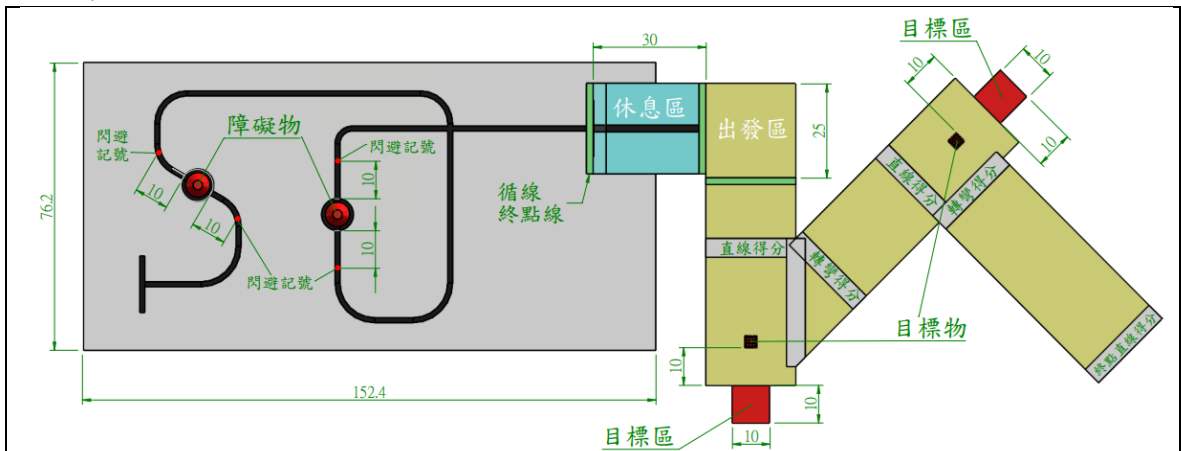 目標區
10
10
10
30
休息區
出發區
25
76.2
閃避
記號
障礙物
閃避記號
10
10
10
10
循線
終點線
直線得分
轉彎得分
直線得分
轉彎得分
閃避記號
目標物
終點直線得分
10
10
152.4
目標區
10